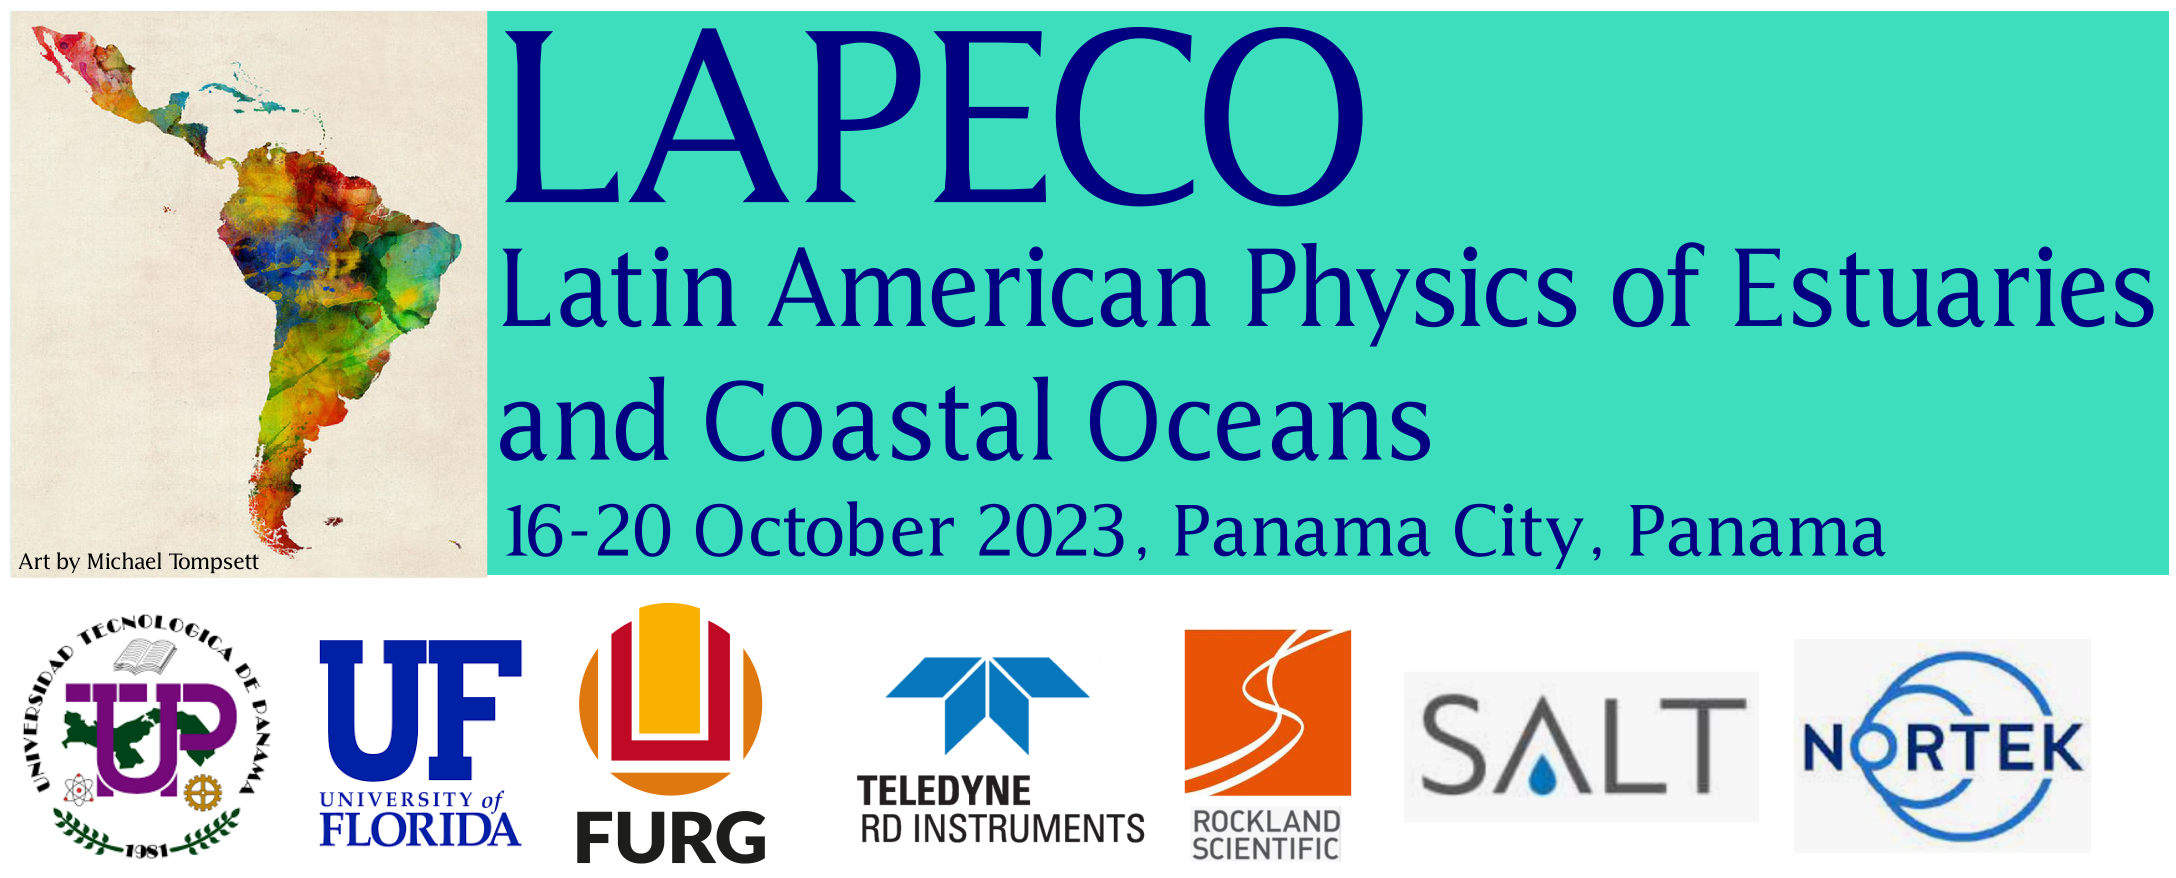 LAPECO
Latin American Physics of Estuaries
and Coastal Oceans
16-20 October 2023, Panama City, Panama
Art by Michael Tompsett
UNIVERSIDAD TECNOLOGICA DE PANAMA
UTP
1981
UF
UNIVERSITY of
FLORIDA
FURG
TELEDYNE
RD INSTRUMENTS
ROCKLAND
SCIENTIFIC
SALT
NORTEK